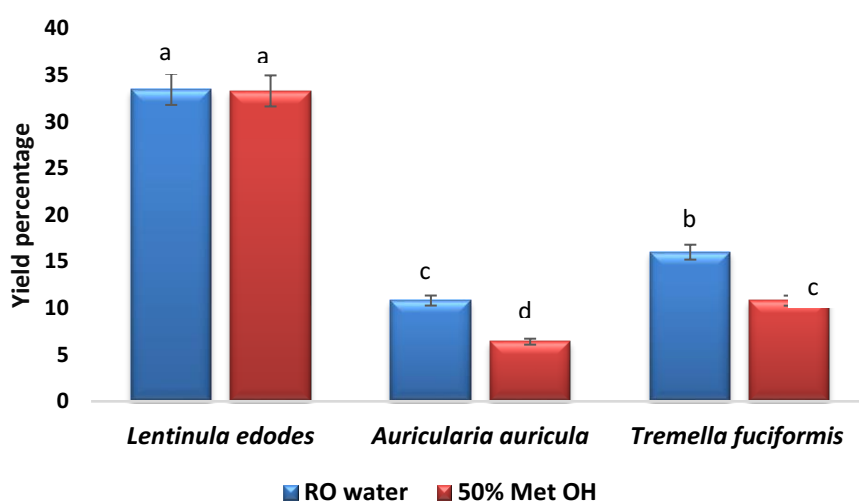 Yield percentage
40
35
30
25
20
15
10
5
0
a
a
c
d
b
c
Lentinula edodes
Auricularia auricula
Tremella fuciformis
RO water
50% Met OH